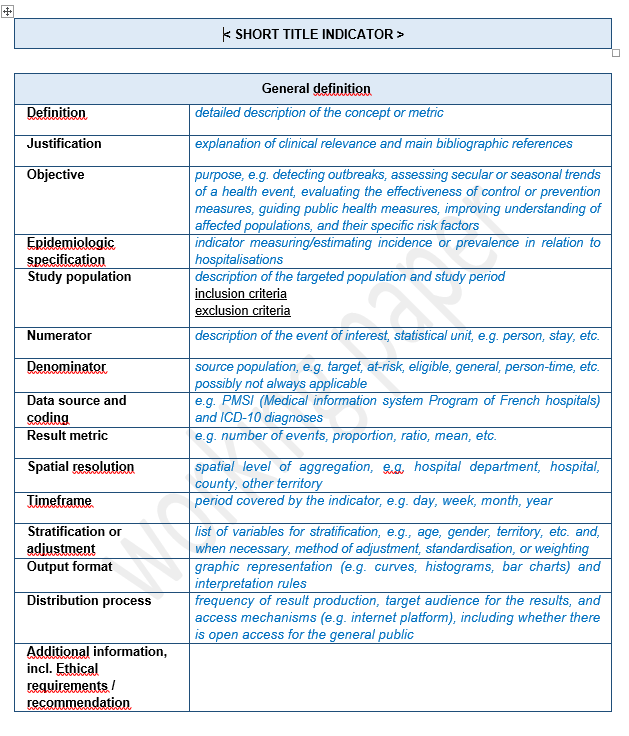 < SHORT TITLE INDICATOR >
General definition
Definition
detailed description of the concept or metric
Justification
explanation of clinical relevance and main bibliographic references
Objective
purpose, e.g. detecting outbreaks, assessing secular or seasonal trends
of a health event, evaluating the effectiveness of control or prevention
measures, guiding public health measures, improving understanding of
affected populations, and their specific risk factors
Epidemiologic
specification
indicator measuring/estimating incidence or prevalence in relation to
hospitalisations
Study population
description of the targeted population and study period
inclusion criteria
exclusion criteria
Numerator
description of the event of interest, statistical unit, e.g. person, stay, etc.
Denominator
source population, e.g. target, at-risk, eligible, general, person-time, etc.
possibly not always applicable
Data source and
coding
e.g. PMSI (Medical information system Program of French hospitals)
and ICD-10 diagnoses
Result metric
e.g. number of events, proportion, ratio, mean, etc.
Spatial resolution
spatial level of aggregation, e.g. hospital department, hospital,
county, other territory
Timeframe
period covered by the indicator, e.g. day, week, month, year
Stratification or
adjustment
list of variables for stratification, e.g., age, gender, territory, etc. and,
when necessary, method of adjustment, standardisation, or weighting
Output format
graphic representation (e.g. curves, histograms, bar charts) and
interpretation rules
Distribution process
frequency of result production, target audience for the results, and
access mechanisms (e.g. internet platform), including whether there
is open access for the general public
Additional information,
incl. Ethical
requirements /
recommendation
working paper